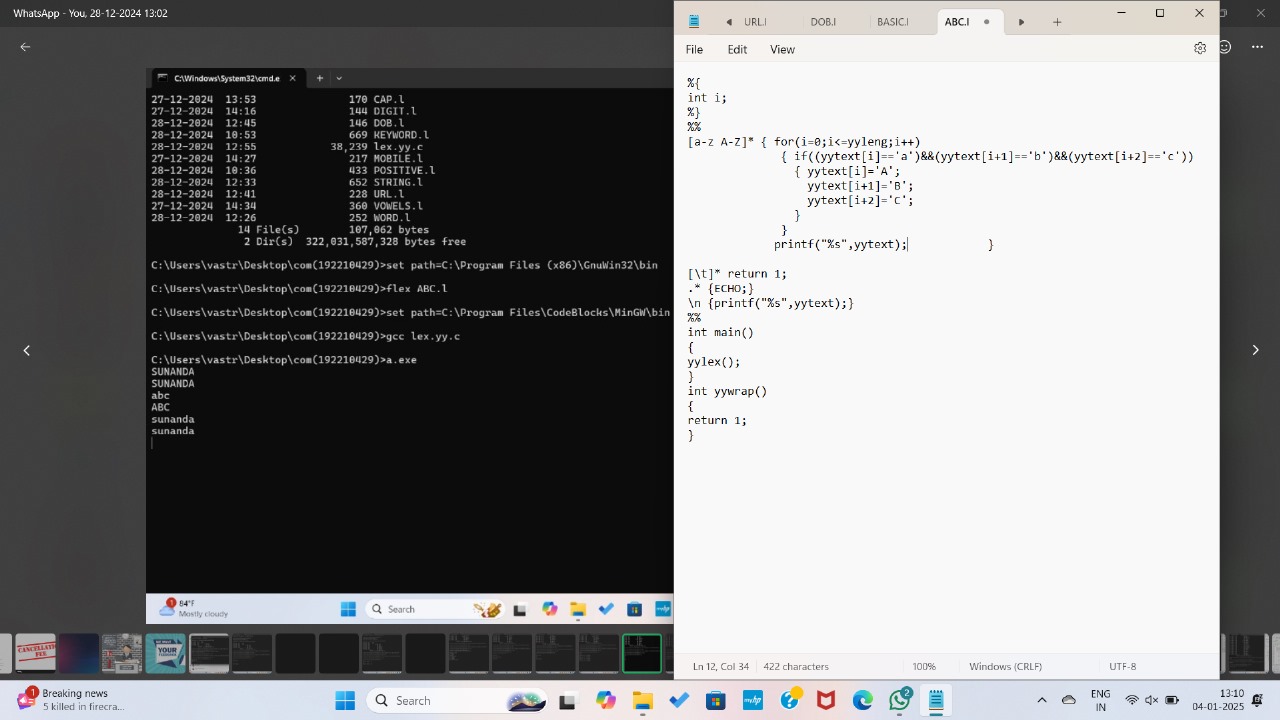 WhatsApp - You, 28-12-2024 13:02
C:\Windows\System32\cmd.e
27-12-2024 13:53 170 CAP.l
27-12-2024 14:16 144 DIGIT.l
28-12-2024 12:45 146 DOB.l
28-12-2024 10:53 669 KEYWORD.l
28-12-2024 12:55 38,239 lex.yy.c
27-12-2024 14:27 217 MOBILE.l
28-12-2024 10:36 433 POSITIVE.l
28-12-2024 12:33 652 STRING.l
28-12-2024 12:41 228 URL.l
27-12-2024 14:34 360 VOWELS.l
28-12-2024 12:26 252 WORD.l
14 File(s) 107,062 bytes
2 Dir(s) 322,031,587,328 bytes free
C:\Users\vastr\Desktop\com(192210429)>set path=C:\Program Files (x86)\GnuWin32\bin
C:\Users\vastr\Desktop\com(192210429)>flex ABC.l
C:\Users\vastr\Desktop\com(192210429)>set path=C:\Program Files\CodeBlocks\MinGW\bin
C:\Users\vastr\Desktop\com(192210429)>gcc lex.yy.c
C:\Users\vastr\Desktop\com(192210429)>a.exe
SUNANDA
SUNANDA
abc
ABC
sunanda
sunanda
84°F
Mostly cloudy
Search
URL.l DOB.l BASIC.l ABC.l
File Edit View
%{
int i;
%}
%%
[a-z A-Z]* { for(i=0;i<=yyleng;i++)
{ if((yytext[i]=='a')&&(yytext[i+1]=='b')&&(yytext[i+2]=='c'))
{ yytext[i]='A';
yytext[i+1]='B';
yytext[i+2]='C';
}
}
printf("%s",yytext); }
[\t]* return 1;
.* {ECHO;}
\n {printf("%s",yytext);}
%%
int main()
{
yylex();
}
int yywrap()
{
return 1;
}
Ln 12, Col 34 422 characters 100% Windows (CRLF) UTF-8
CANCELLATION
FEE
Breaking news
5 killed in firecra...
Search
ENG
IN
13:10
04-01-2025